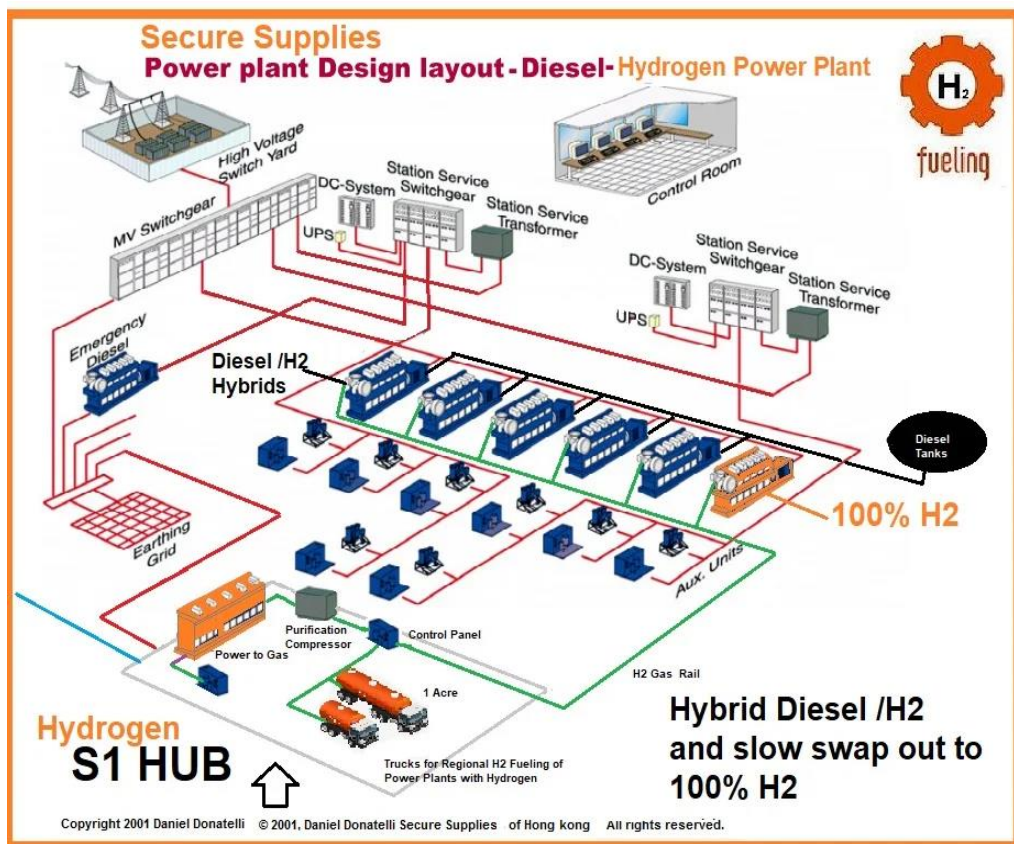 Secure Supplies
Power plant Design layout - Diesel- Hydrogen Power Plant
H2
fueling
High Voltage
Switch Yard
Control Room
MV Switchgear
DC-System
UPS
Station Service
Switchgear
Station Service
Transformer
DC-System
UPS
Station Service
Switchgear
Station Service
Transformer
Emergency
Diesel
Diesel /H2
Hybrids
Diesel
Tanks
100% H2
Earthing
Grid
Aux. Units
Purification
Compressor
Control Panel
Power to Gas
1 Acre
H2 Gas Rail
Hydrogen
S1 HUB
Trucks for Regional H2 Fueling of
Power Plants with Hydrogen
Hybrid Diesel /H2
and slow swap out to
100% H2
Copyright 2001 Daniel Donatelli © 2001, Daniel Donatelli Secure Supplies of Hong kong All rights reserved.